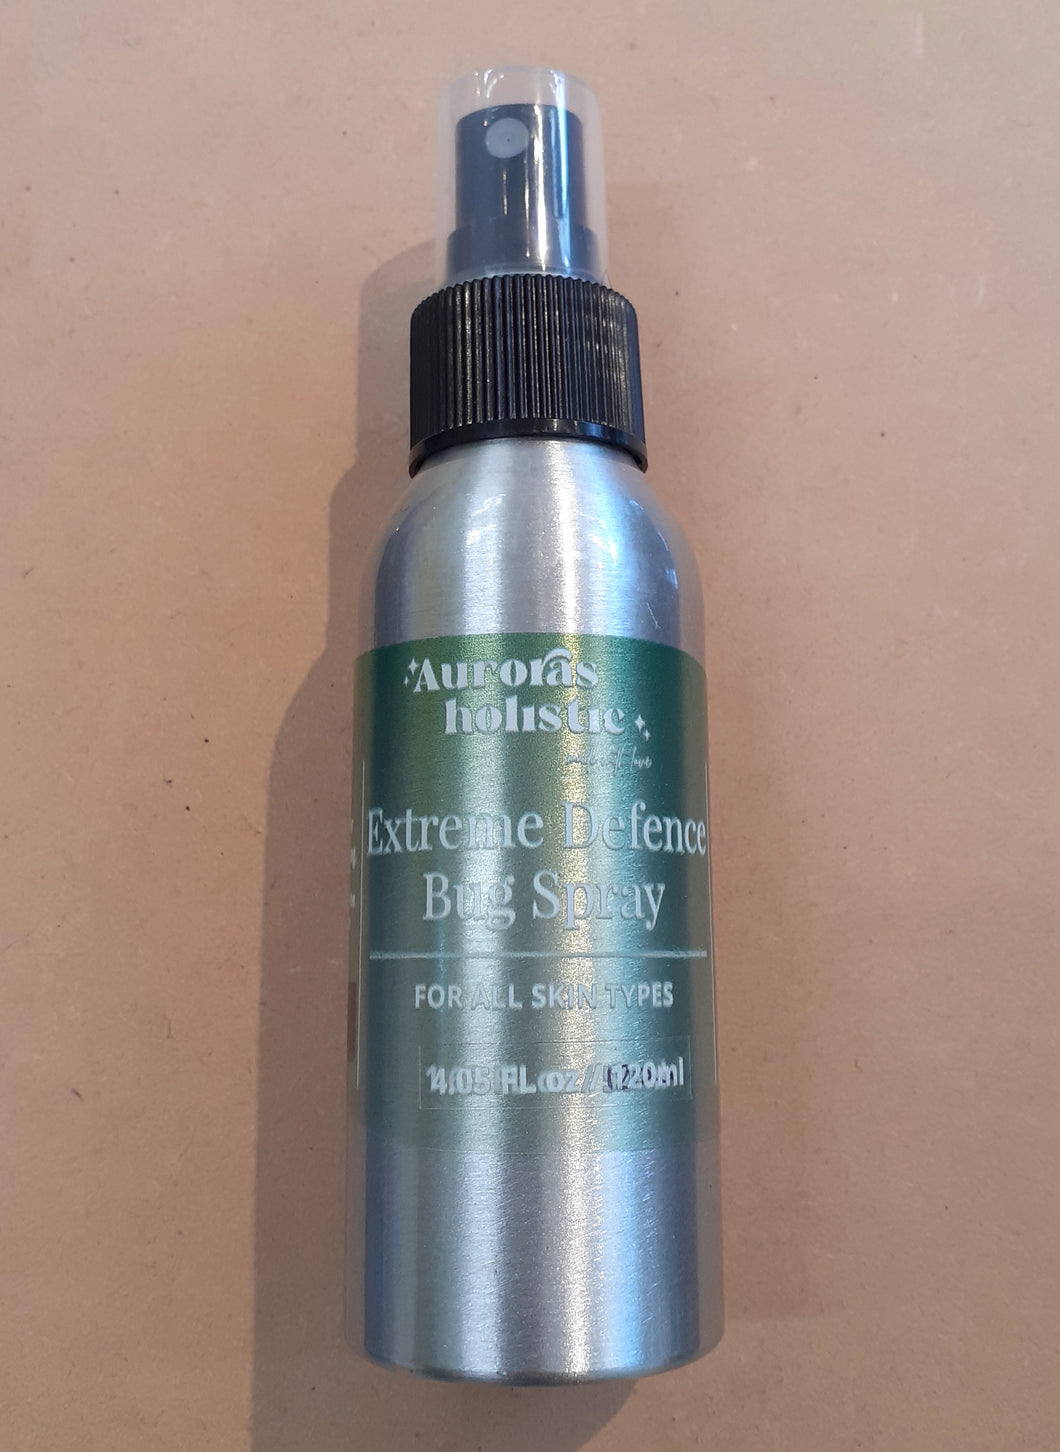 Auroras
holistic
Extreme Defence
Bug Spray
FOR ALL SKIN TYPES
4.05 FL oz / 120ml